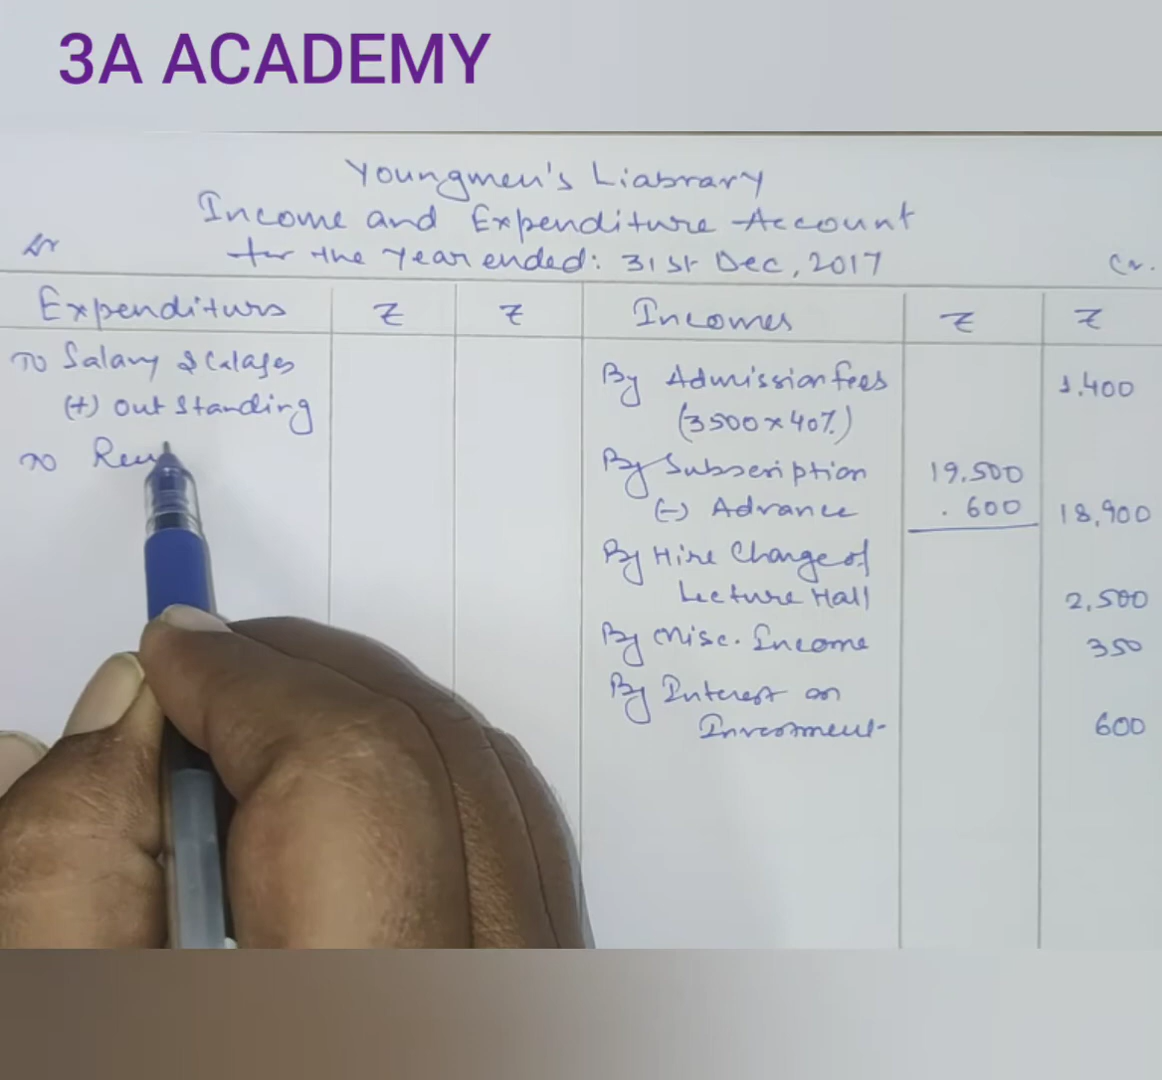 3A ACADEMY
Youngmen's Liabrary
Income and Expenditure Account
for the Year ended: 31st Dec, 2017
Dr
Cr.
Expenditurs ₹ ₹ Incomes ₹ ₹
To Salary &
(+) Out Standing
To
By Admission fees 1,400
(3500 × 40%)
By Subscription 19,500
(-) Advance 600 18,900
By Hire Charge of
Lecture Hall 2,500
By Misc. Income 350
By Interest on
Investment 600